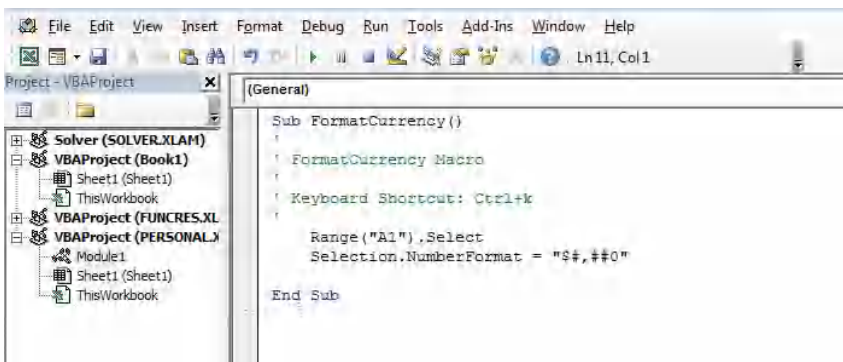 File Edit View Insert Format Debug Run Tools Add-Ins Window Help
Ln 11, Col 1
Project - VBAProject
(General)
Solver (SOLVER.XLAM)
VBAProject (Book1)
Sheet1 (Sheet1)
ThisWorkbook
VBAProject (FUNCRES.XL
VBAProject (PERSONAL.X
Module1
Sheet1 (Sheet1)
ThisWorkbook
Sub FormatCurrency()
'
' FormatCurrency Macro
'
' Keyboard Shortcut: Ctrl+k
'
Range("A1").Select
Selection.NumberFormat = "$#,##0"
End Sub